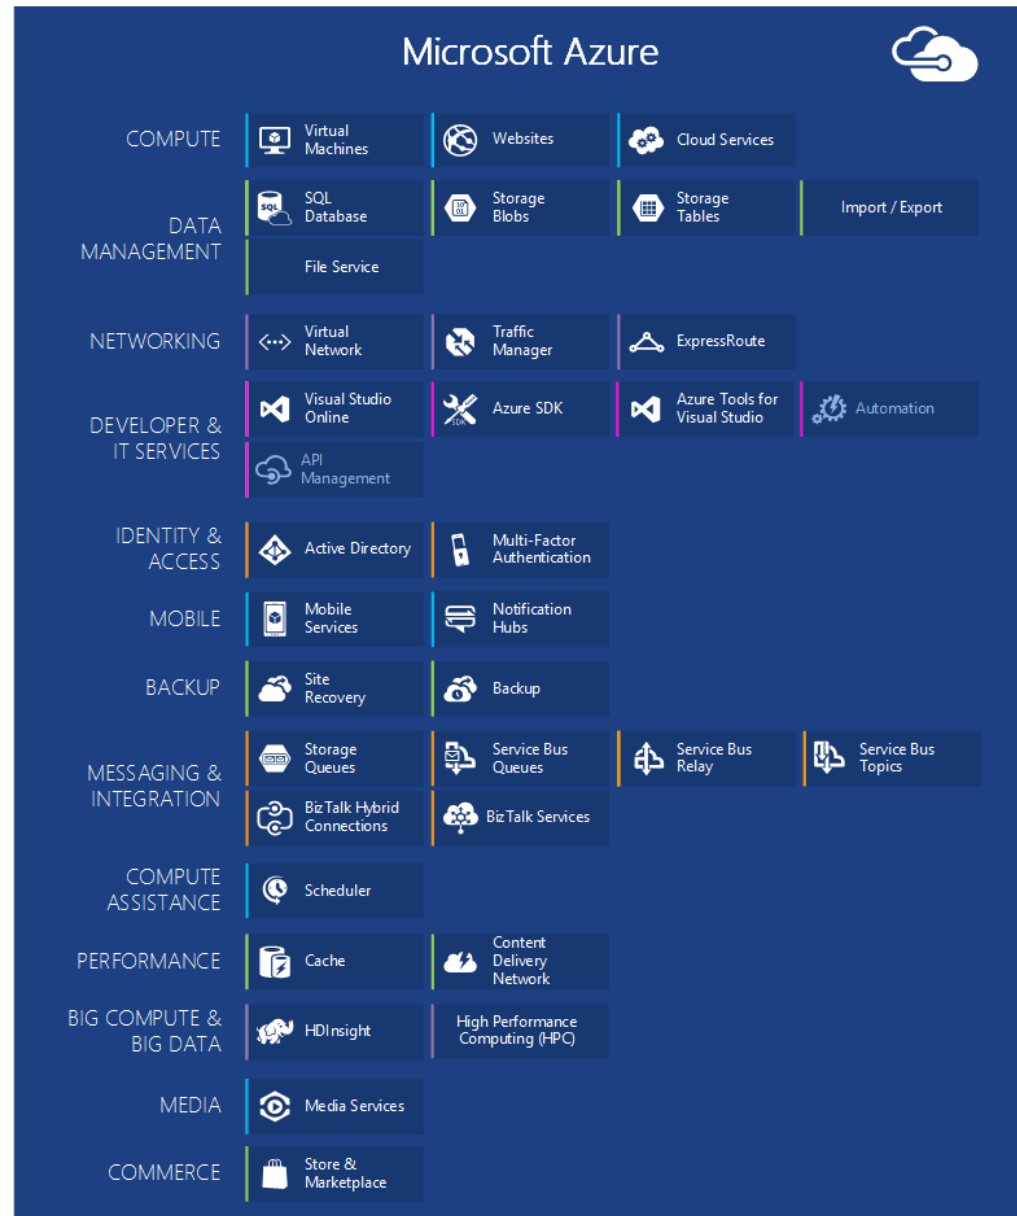 Microsoft Azure
COMPUTE
Virtual
Machines
Websites
Cloud Services
DATA
MANAGEMENT
SQL
SQL
Database
10
01
Storage
Blobs
Storage
Tables
Import / Export
File Service
NETWORKING
Virtual
Network
Traffic
Manager
ExpressRoute
DEVELOPER &
IT SERVICES
Visual Studio
Online
SDK
Azure SDK
Azure Tools for
Visual Studio
Automation
API
Management
IDENTITY &
ACCESS
Active Directory
Multi-Factor
Authentication
MOBILE
Mobile
Services
Notification
Hubs
BACKUP
Site
Recovery
Backup
MESSAGING &
INTEGRATION
Storage
Queues
Service Bus
Queues
Service Bus
Relay
Service Bus
Topics
BizTalk Hybrid
Connections
BizTalk Services
COMPUTE
ASSISTANCE
Scheduler
PERFORMANCE
Cache
Content
Delivery
Network
BIG COMPUTE &
BIG DATA
HDInsight
High Performance
Computing (HPC)
MEDIA
Media Services
COMMERCE
Store &
Marketplace